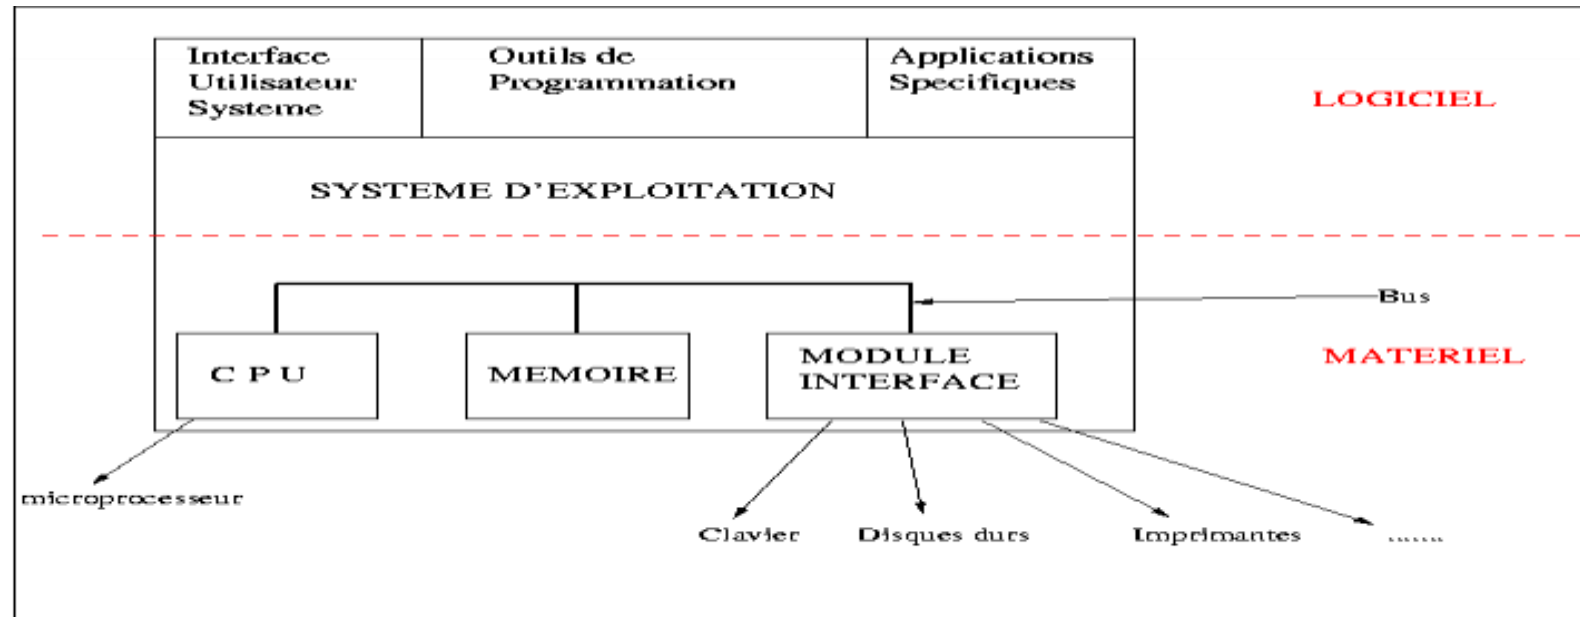 Interface
Utilisateur
Systeme
Outils de
Programmation
Applications
Specifiques
LOGICIEL
SYSTEME D'EXPLOITATION
Bus
MATERIEL
C P U
MEMOIRE
MODULE
INTERFACE
microprocesseur
Clavier
Disques durs
Imprimantes
.......